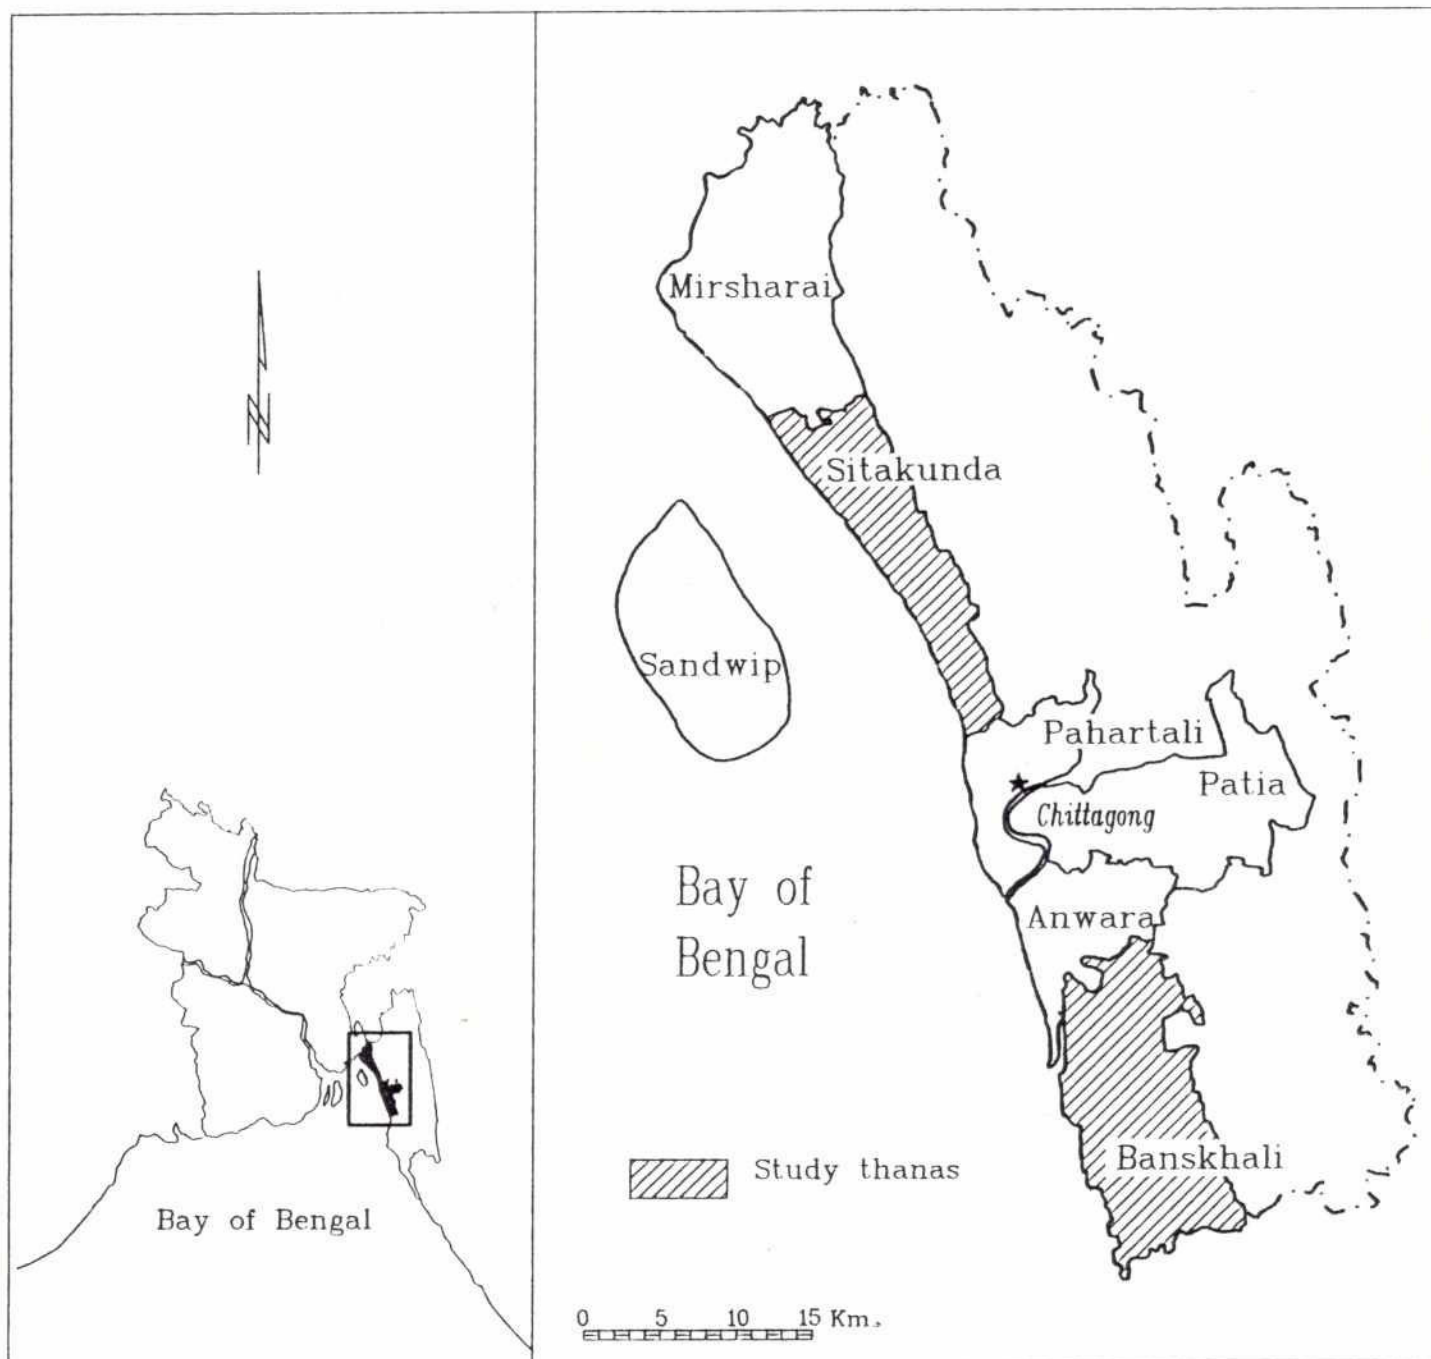 N
Bay of Bengal
Mirsharai
Sitakunda
Sandwip
Pahartali
Patia
Chittagong
Bay of
Bengal
Anwara
Banskhali
Study thanas
0 5 10 15 Km.